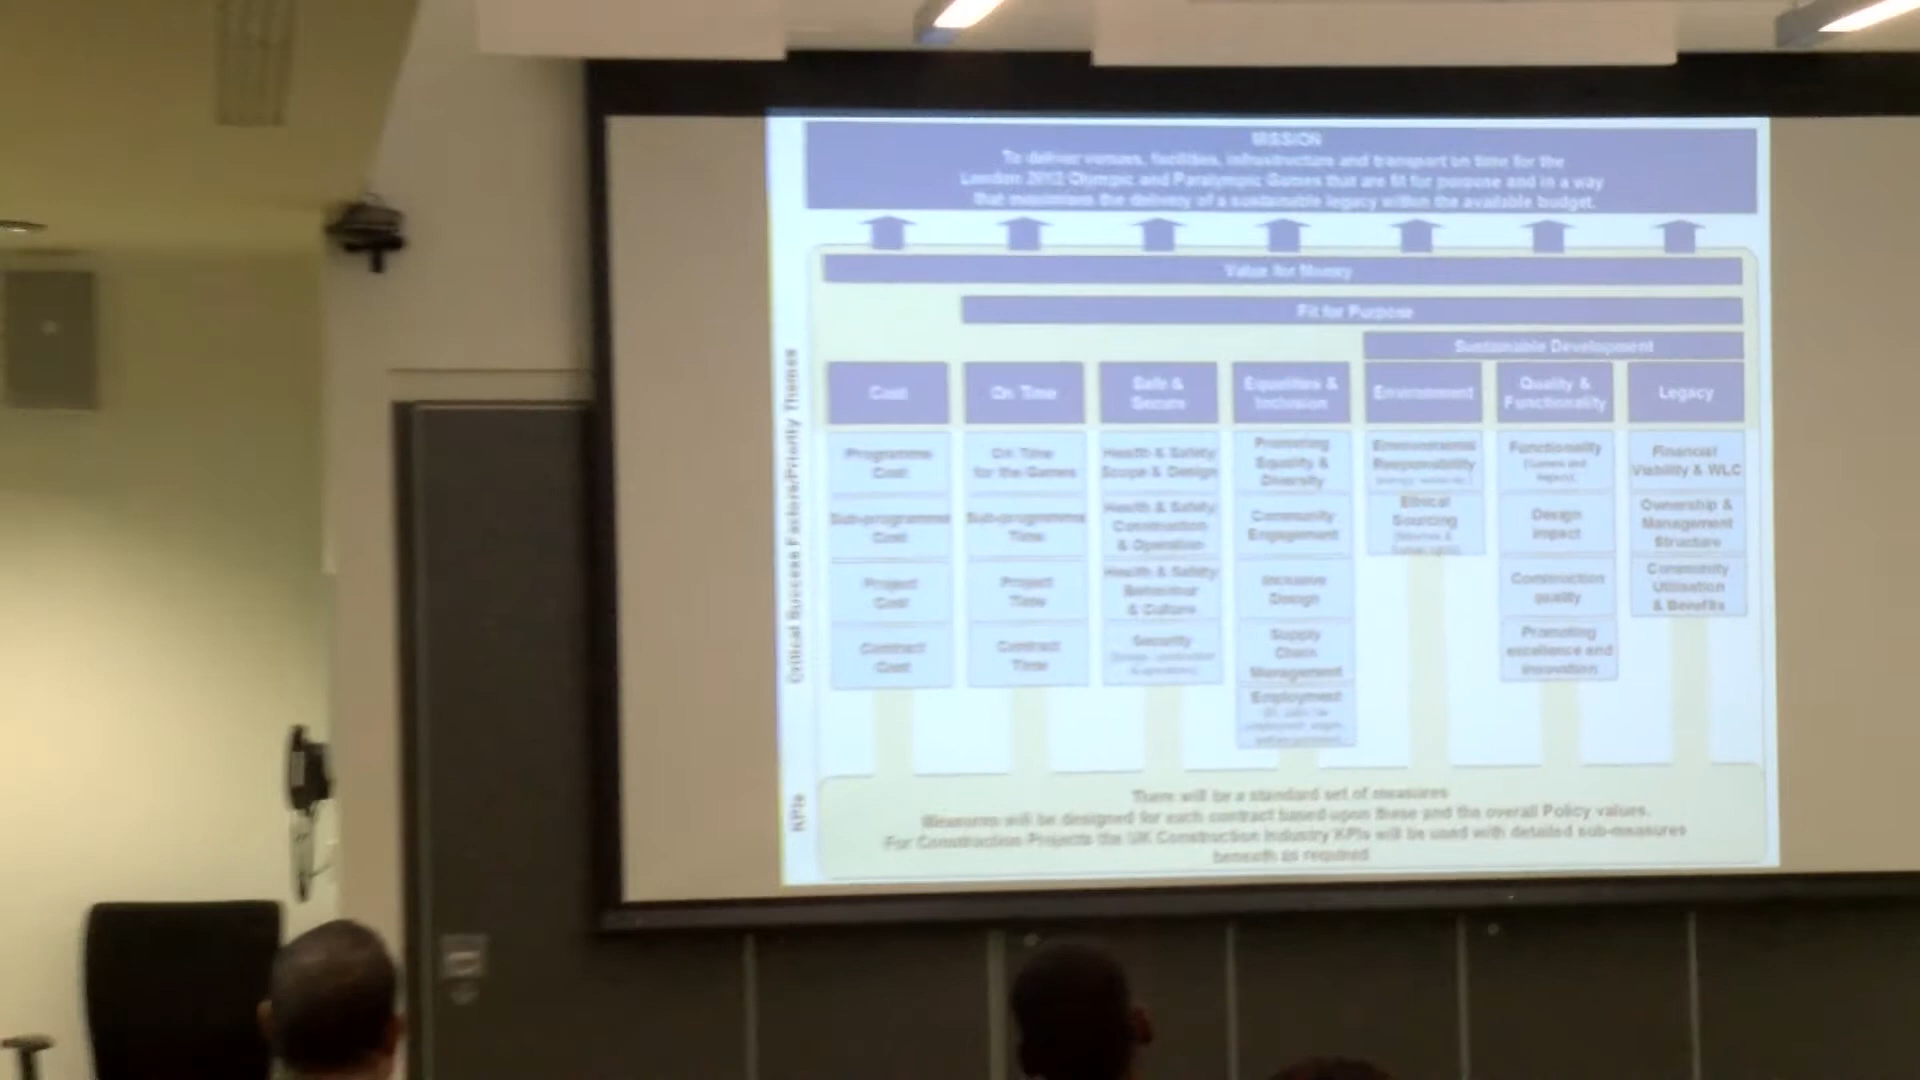 MISSION
To deliver venues, facilities, infrastructure and transport on time for the
London 2012 Olympic and Paralympic Games that are fit for purpose and in a way
that maximises the delivery of a sustainable legacy within the available budget.
Value for Money
Fit for Purpose
Sustainable Development
Critical Success Factors/Priority Themes
Cost
On Time
Safe &
Secure
Equalities &
Inclusion
Environment
Quality &
Functionality
Legacy
Programme
Cost
Sub-programme
Cost
Project
Cost
Contract
Cost
On Time
for the Games
Sub-programme
Time
Project
Time
Contract
Time
Health & Safety
Scope & Design
Health & Safety
Construction
& Operation
Health & Safety
Behaviour
& Culture
Security
Promoting
Equality &
Diversity
Community
Engagement
Inclusive
Design
Supply
Chain
Management
Employment
Environmental
Responsibility
Ethical
Sourcing
Functionality
Design
impact
Construction
quality
Promoting
excellence and
innovation
Financial
Viability & WLC
Ownership &
Management
Structure
Community
Utilisation
& Benefits
KPIs
There will be a standard set of measures
Measures will be designed for each contract based upon these and the overall Policy values.
For Construction Projects the UK Construction Industry KPIs will be used with detailed sub-measures
beneath as required